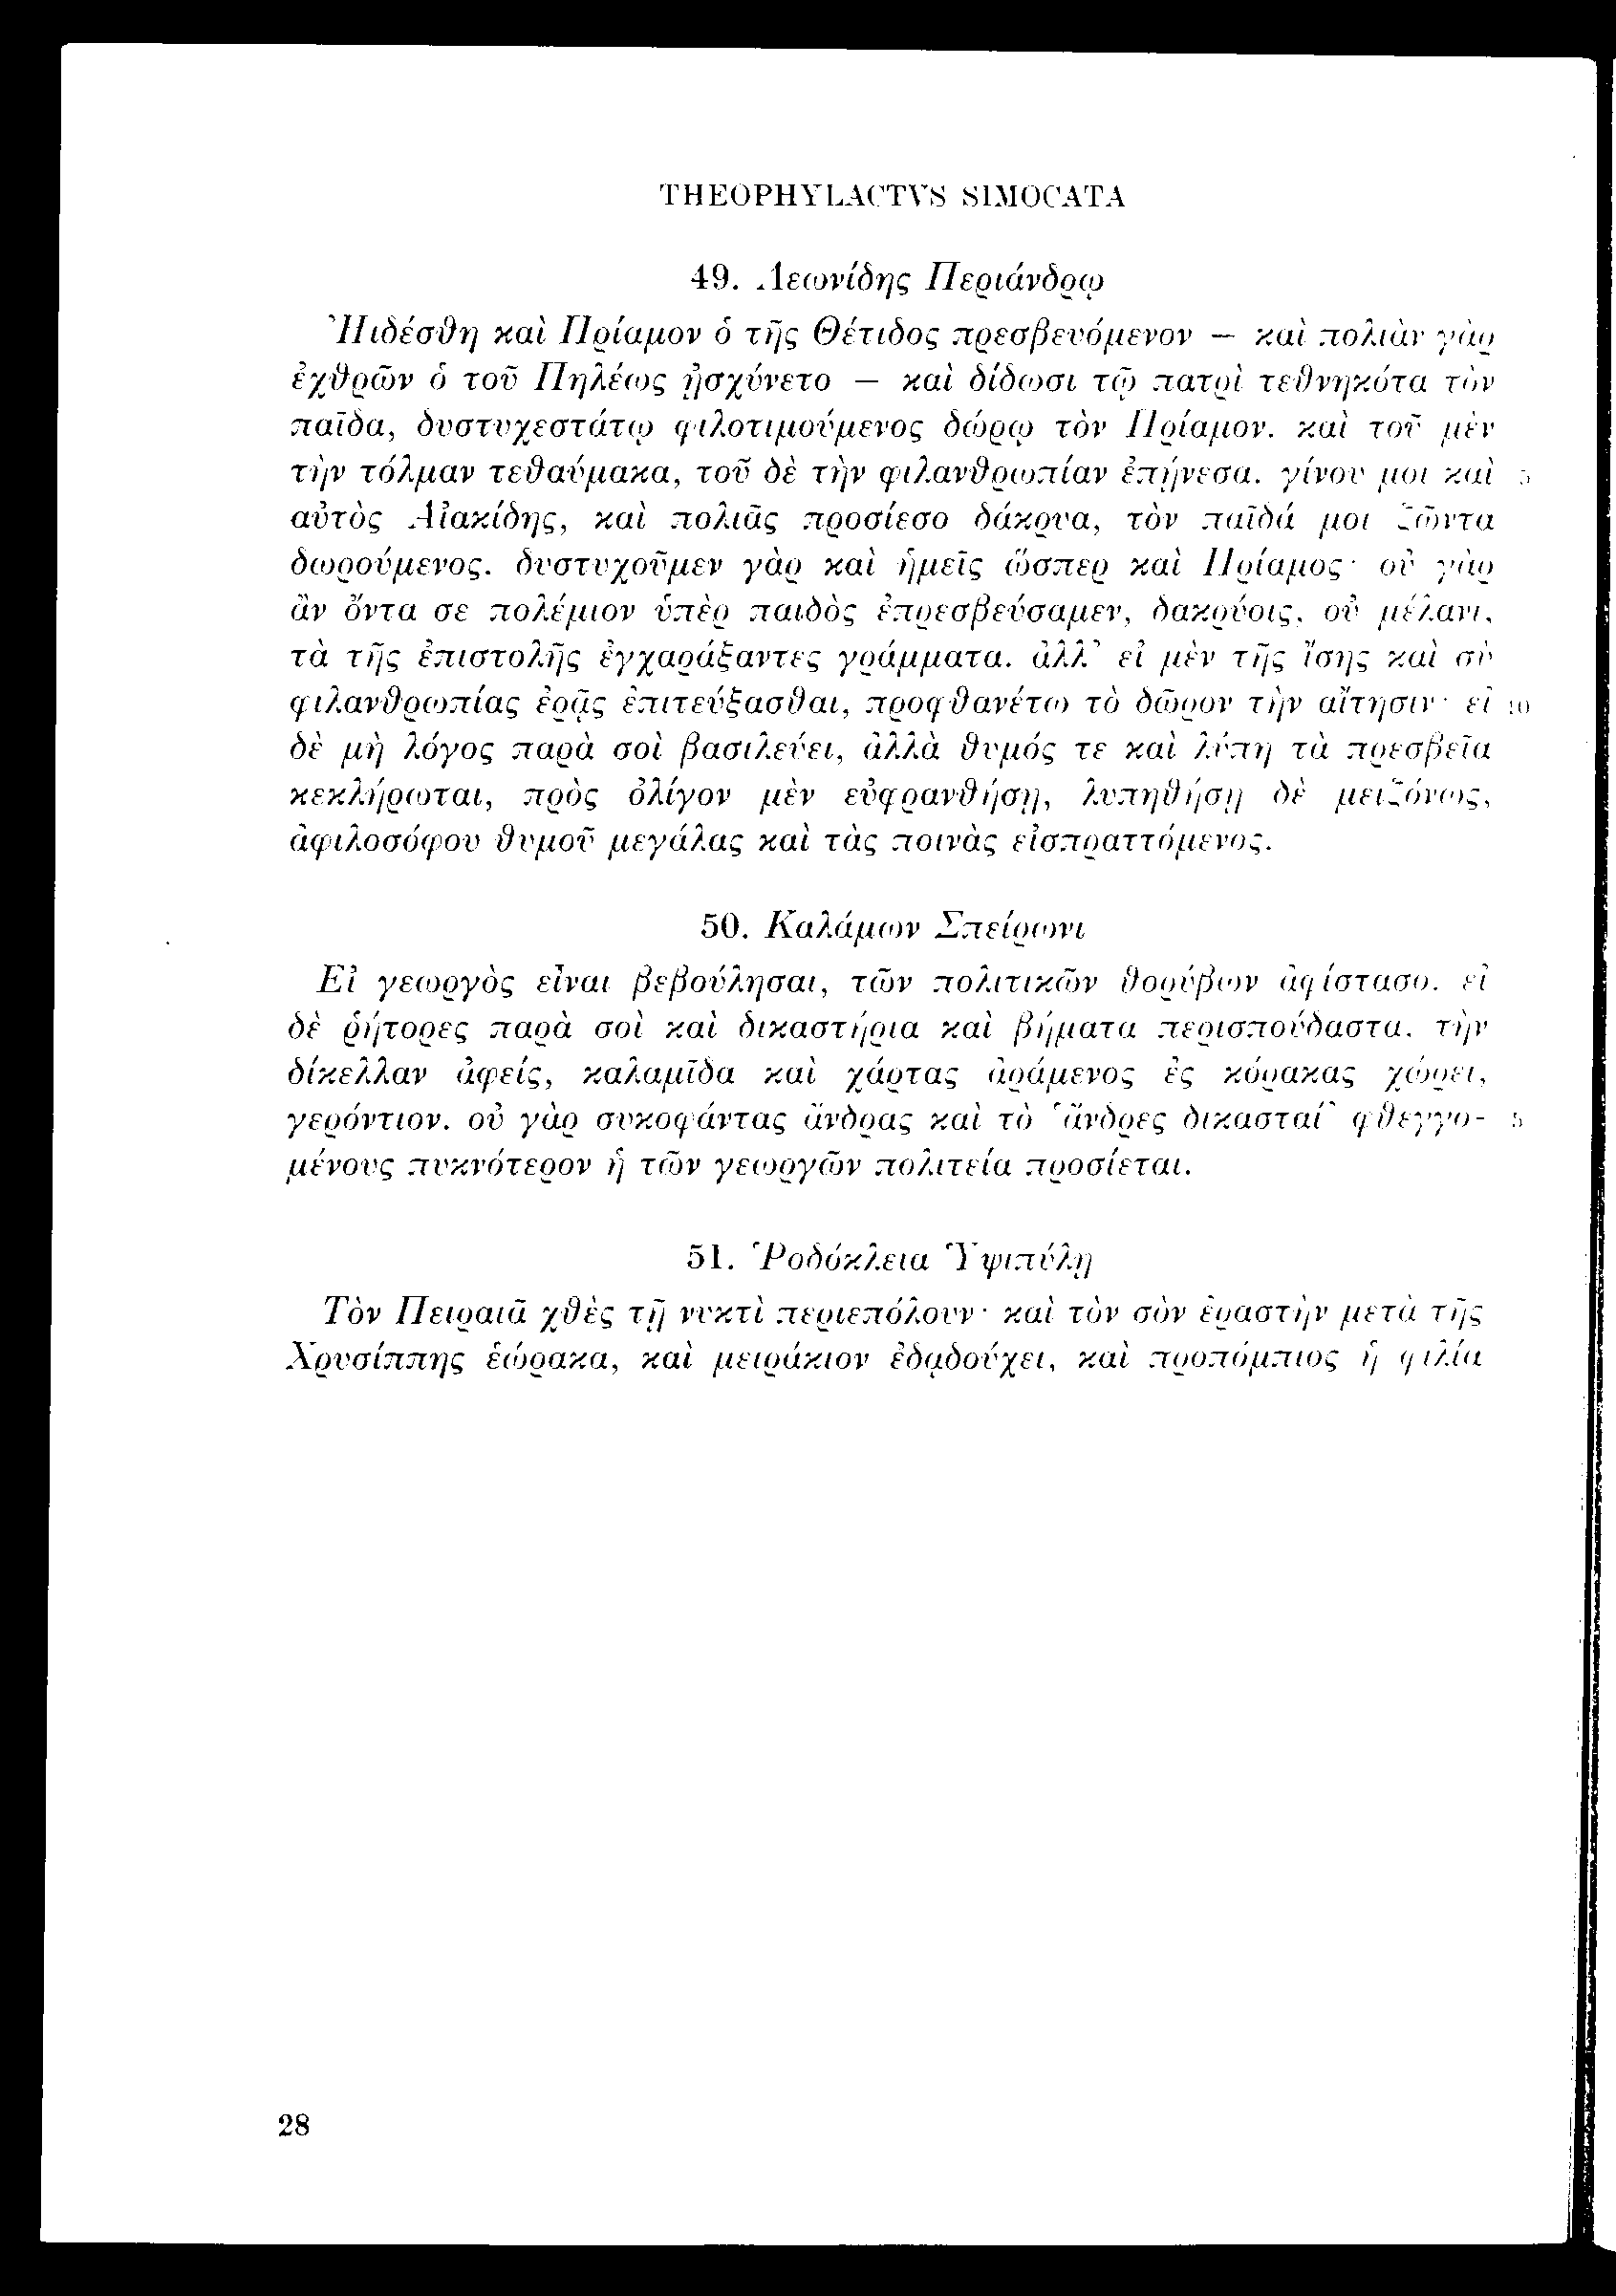 THEOPHYLACTVS SIMOCATA
49. Λεωνίδης Περιάνδρῳ
Ἠιδέσθη καὶ Πρίαμον ὁ τῆς Θέτιδος πρεσβευόμενον – καὶ πολιὰν γὰρ
ἐχθρῶν ὁ τοῦ Πηλέως ᾐσχύνετο – καὶ δίδωσι τῷ πατρὶ τεθνηκότα τὸν
παῖδα, δυστυχεστάτῳ φιλοτιμούμενος δώρῳ τὸν Πρίαμον. καὶ τοῦ μὲν
τὴν τόλμαν τεθαύμακα, τοῦ δὲ τὴν φιλανθρωπίαν ἐπῄνεσα. γίνου μοι καὶ 5
αὐτὸς Αἰακίδης, καὶ πολιᾶς προσίεσο δάκρυα, τὸν παῖδά μοι ζῶντα
δωρούμενος. δυστυχοῦμεν γὰρ καὶ ἡμεῖς ὥσπερ καὶ Πρίαμος· οὐ γὰρ
ἂν ὄντα σε πολέμιον ὑπὲρ παιδὸς ἐπρεσβεύσαμεν, δακρύοις, οὐ μέλανι,
τὰ τῆς ἐπιστολῆς ἐγχαράξαντες γράμματα. ἀλλ’ εἰ μὲν τῆς ἴσης καὶ σὺ
φιλανθρωπίας ἐρᾷς ἐπιτεύξασθαι, προφθανέτω τὸ δῶρον τὴν αἴτησιν· εἰ 10
δὲ μὴ λόγος παρὰ σοὶ βασιλεύει, ἀλλὰ θυμός τε καὶ λύπη τὰ πρεσβεῖα
κεκλήρωται, πρὸς ὀλίγον μὲν εὐφρανθήσῃ, λυπηθήσῃ δὲ μειζόνως,
ἀφιλοσόφου θυμοῦ μεγάλας καὶ τὰς ποινὰς εἰσπραττόμενος.
50. Καλάμων Σπείρωνι
Εἰ γεωργὸς εἶναι βεβούλησαι, τῶν πολιτικῶν θορύβων ἀφίστασο. εἰ
δὲ ῥήτορες παρὰ σοὶ καὶ δικαστήρια καὶ βήματα περισπούδαστα, τὴν
δίκελλαν ἀφείς, καλαμῖδα καὶ χάρτας ἀράμενος ἐς κόρακας χώρει,
γερόντιον. οὐ γὰρ συκοφάντας ἄνδρας καὶ τὸ ‘ἄνδρες δικασταί’ φθεγγο- 5
μένους πυκνότερον ἡ τῶν γεωργῶν πολιτεία προσίεται.
51. Ῥοδόκλεια Ὑψιπύλῃ
Τὸν Πειραιᾶ χθὲς τῇ νυκτὶ περιεπόλουν· καὶ τὸν σὸν ἐραστὴν μετὰ τῆς
Χρυσίππης ἑώρακα, καὶ μειράκιον ἐδᾳδούχει, καὶ προπόμπιος ἡ φιλία
28